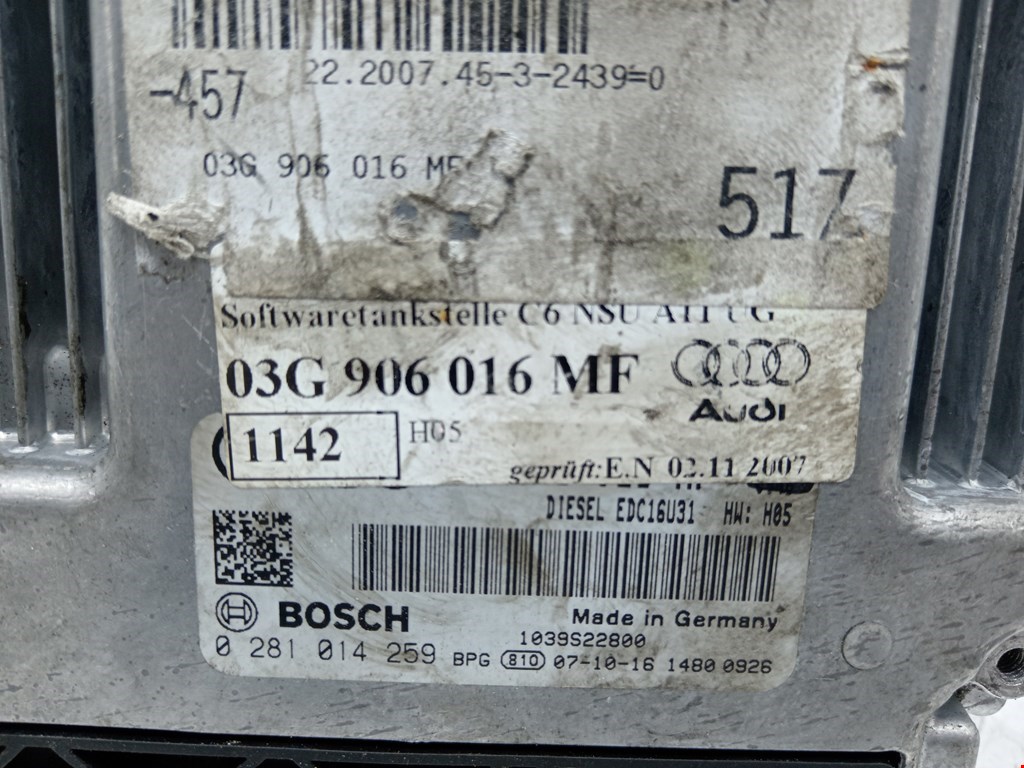 22.2007.45-3-2439=0
-457
03G 906 016
517
Softwaretankstelle C6 NSU
03G 906 016 MF
Audi
1142 H05
geprüft: E.N 02.11 2007
DIESEL EDC16U31 HW: H05
BOSCH Made in Germany
1039S22800
0 281 014 259 BPG 810 07-10-16 1480 0926